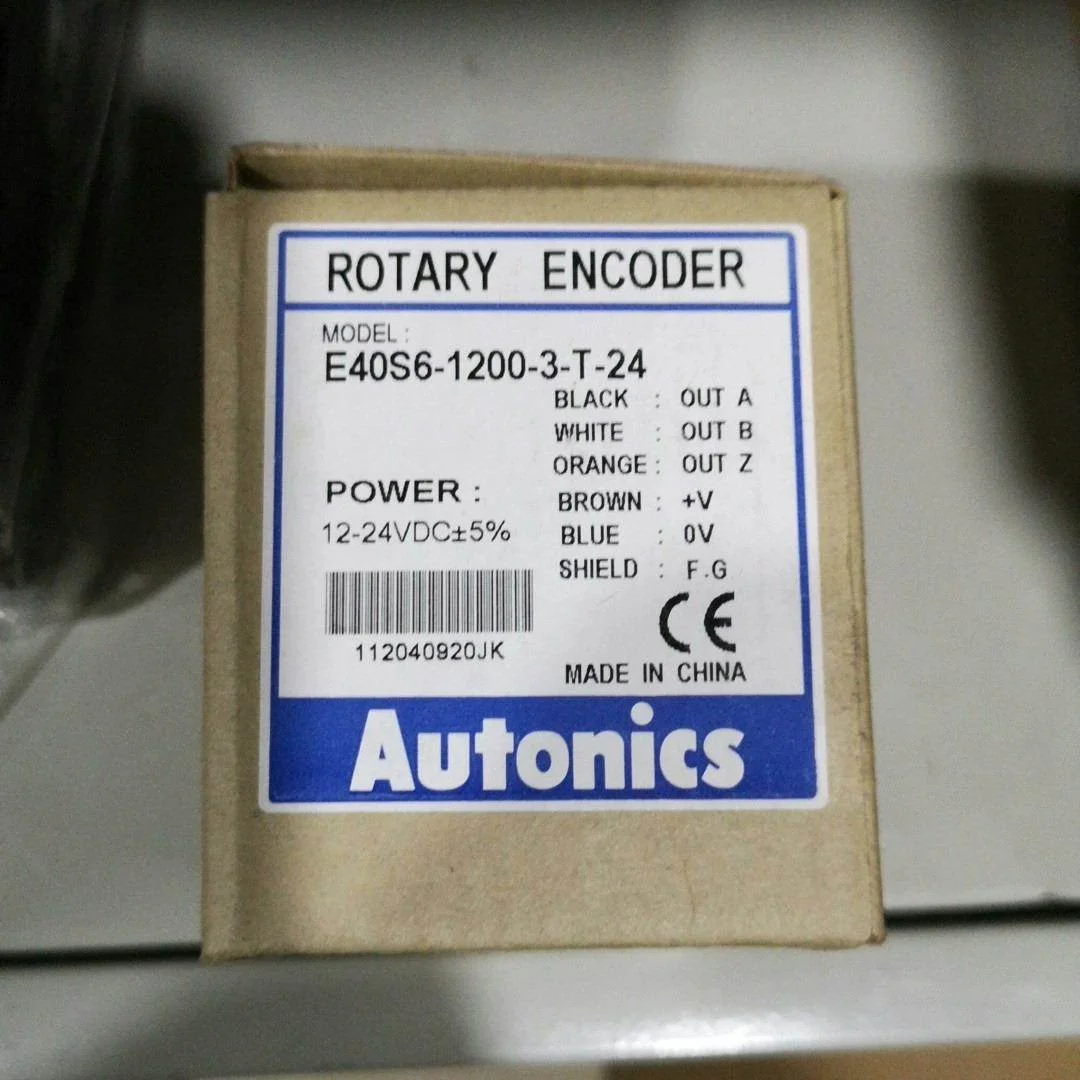 ROTARY ENCODER
MODEL :
E40S6-1200-3-T-24
BLACK : OUT A
WHITE : OUT B
ORANGE : OUT Z
POWER :
BROWN : +V
12-24VDC±5%
BLUE : 0V
SHIELD : F.G
CE
112040920JK
MADE IN CHINA
Autonics